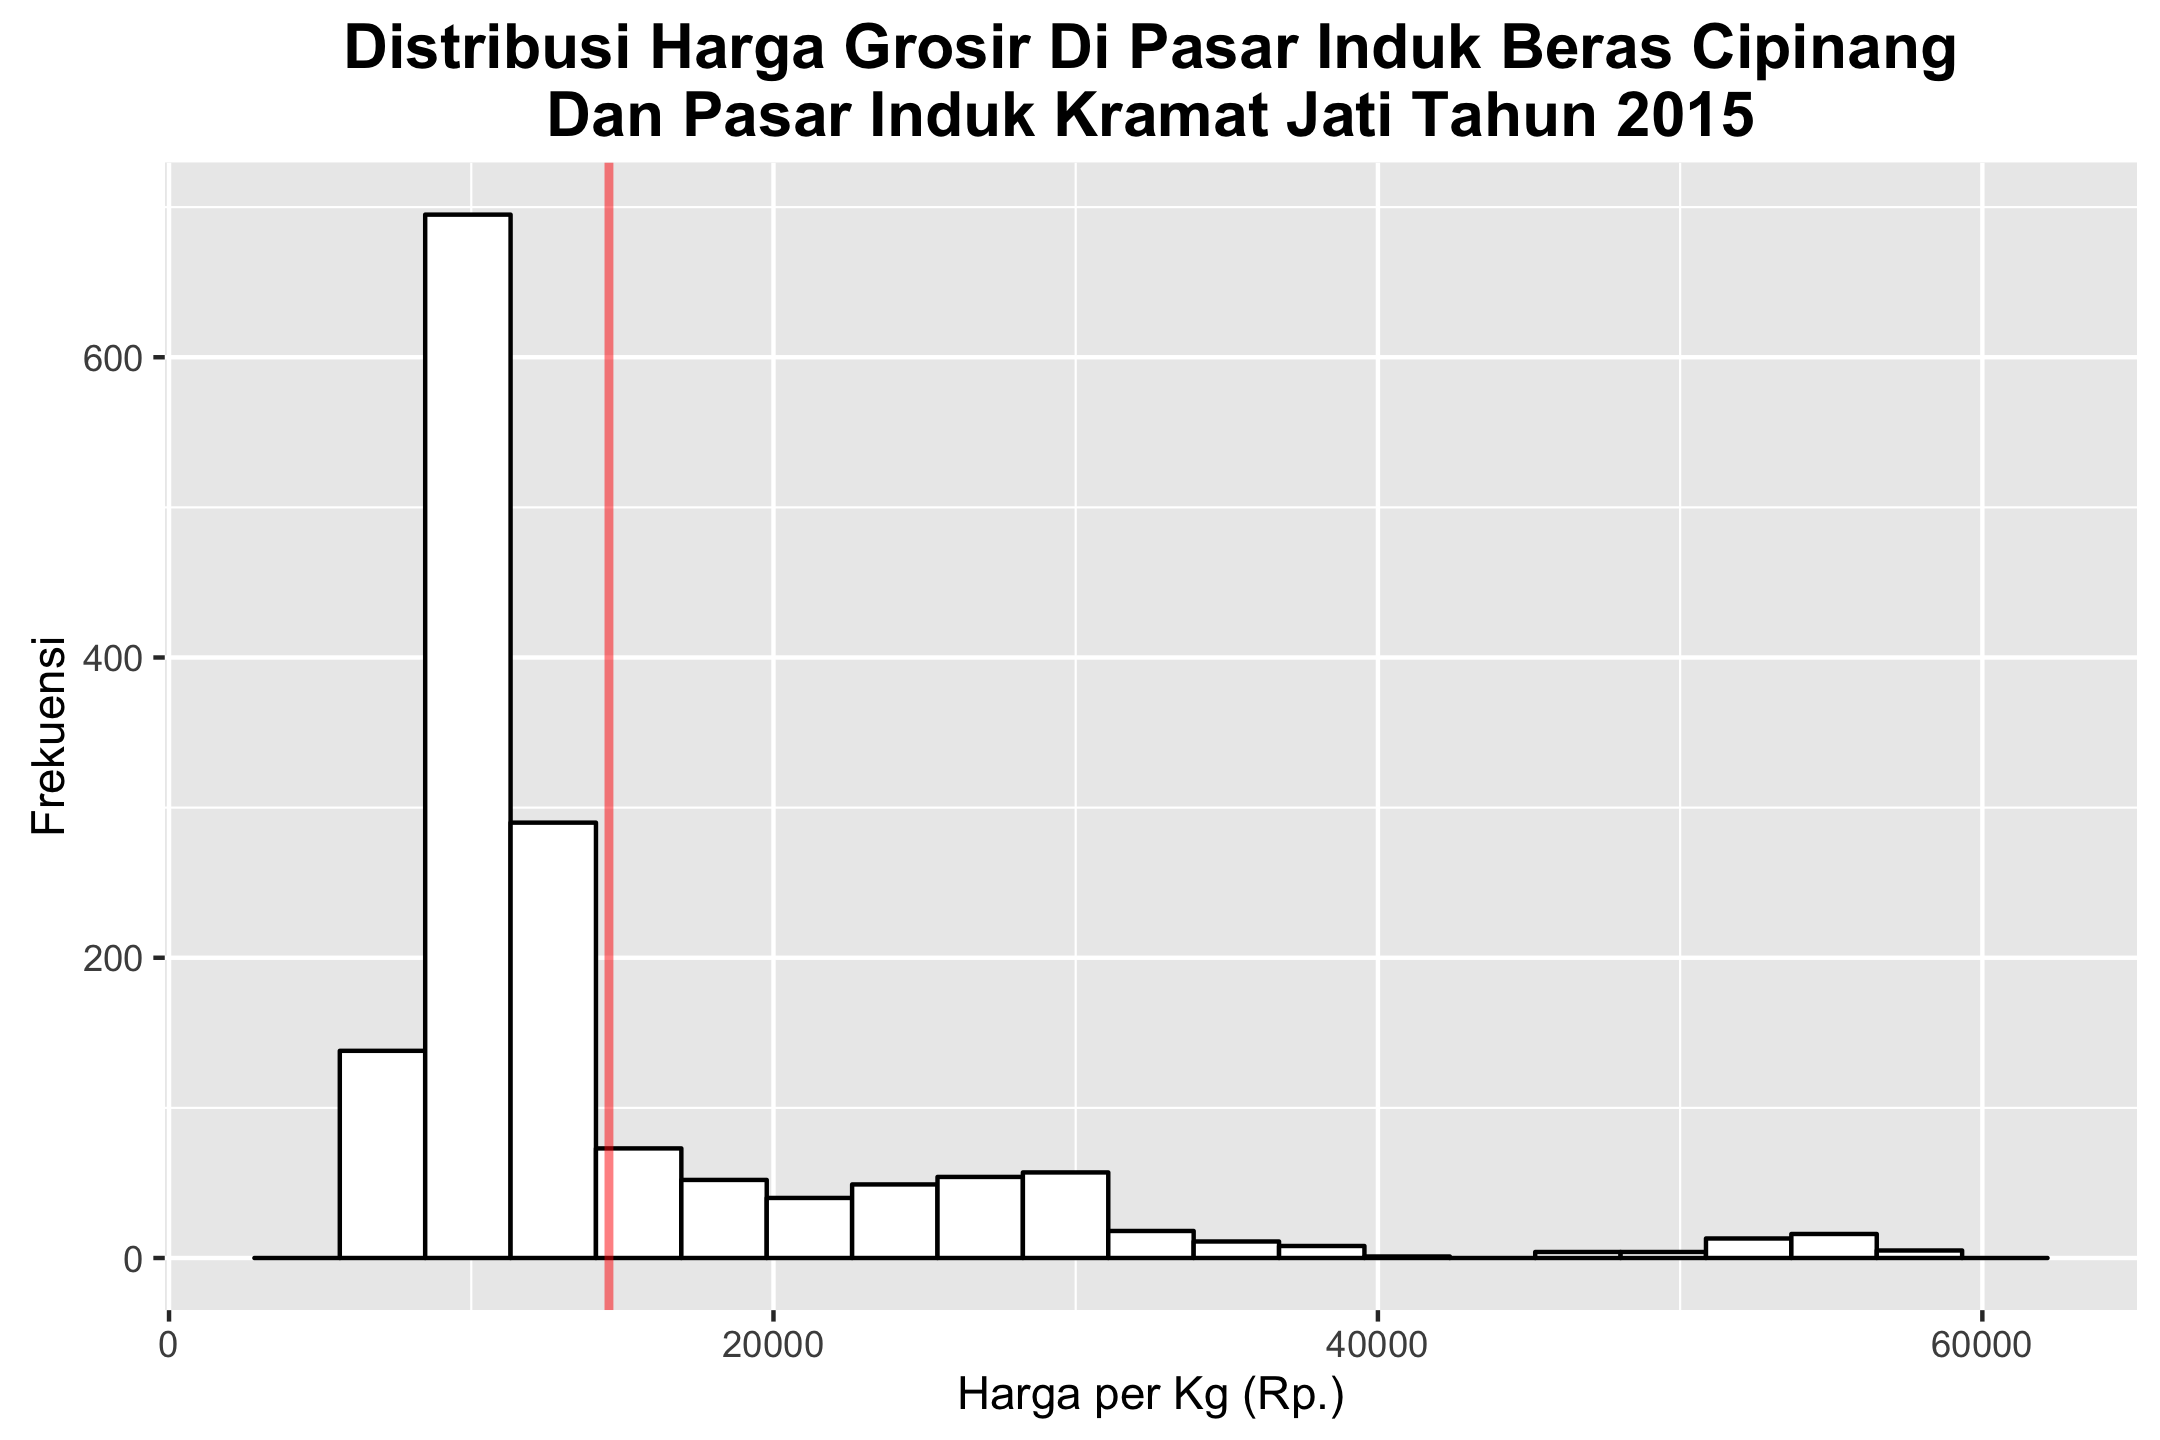 Distribusi Harga Grosir Di Pasar Induk Beras Cipinang
Dan Pasar Induk Kramat Jati Tahun 2015
Frekuensi
600
400
200
0
0
20000
40000
60000
Harga per Kg (Rp.)